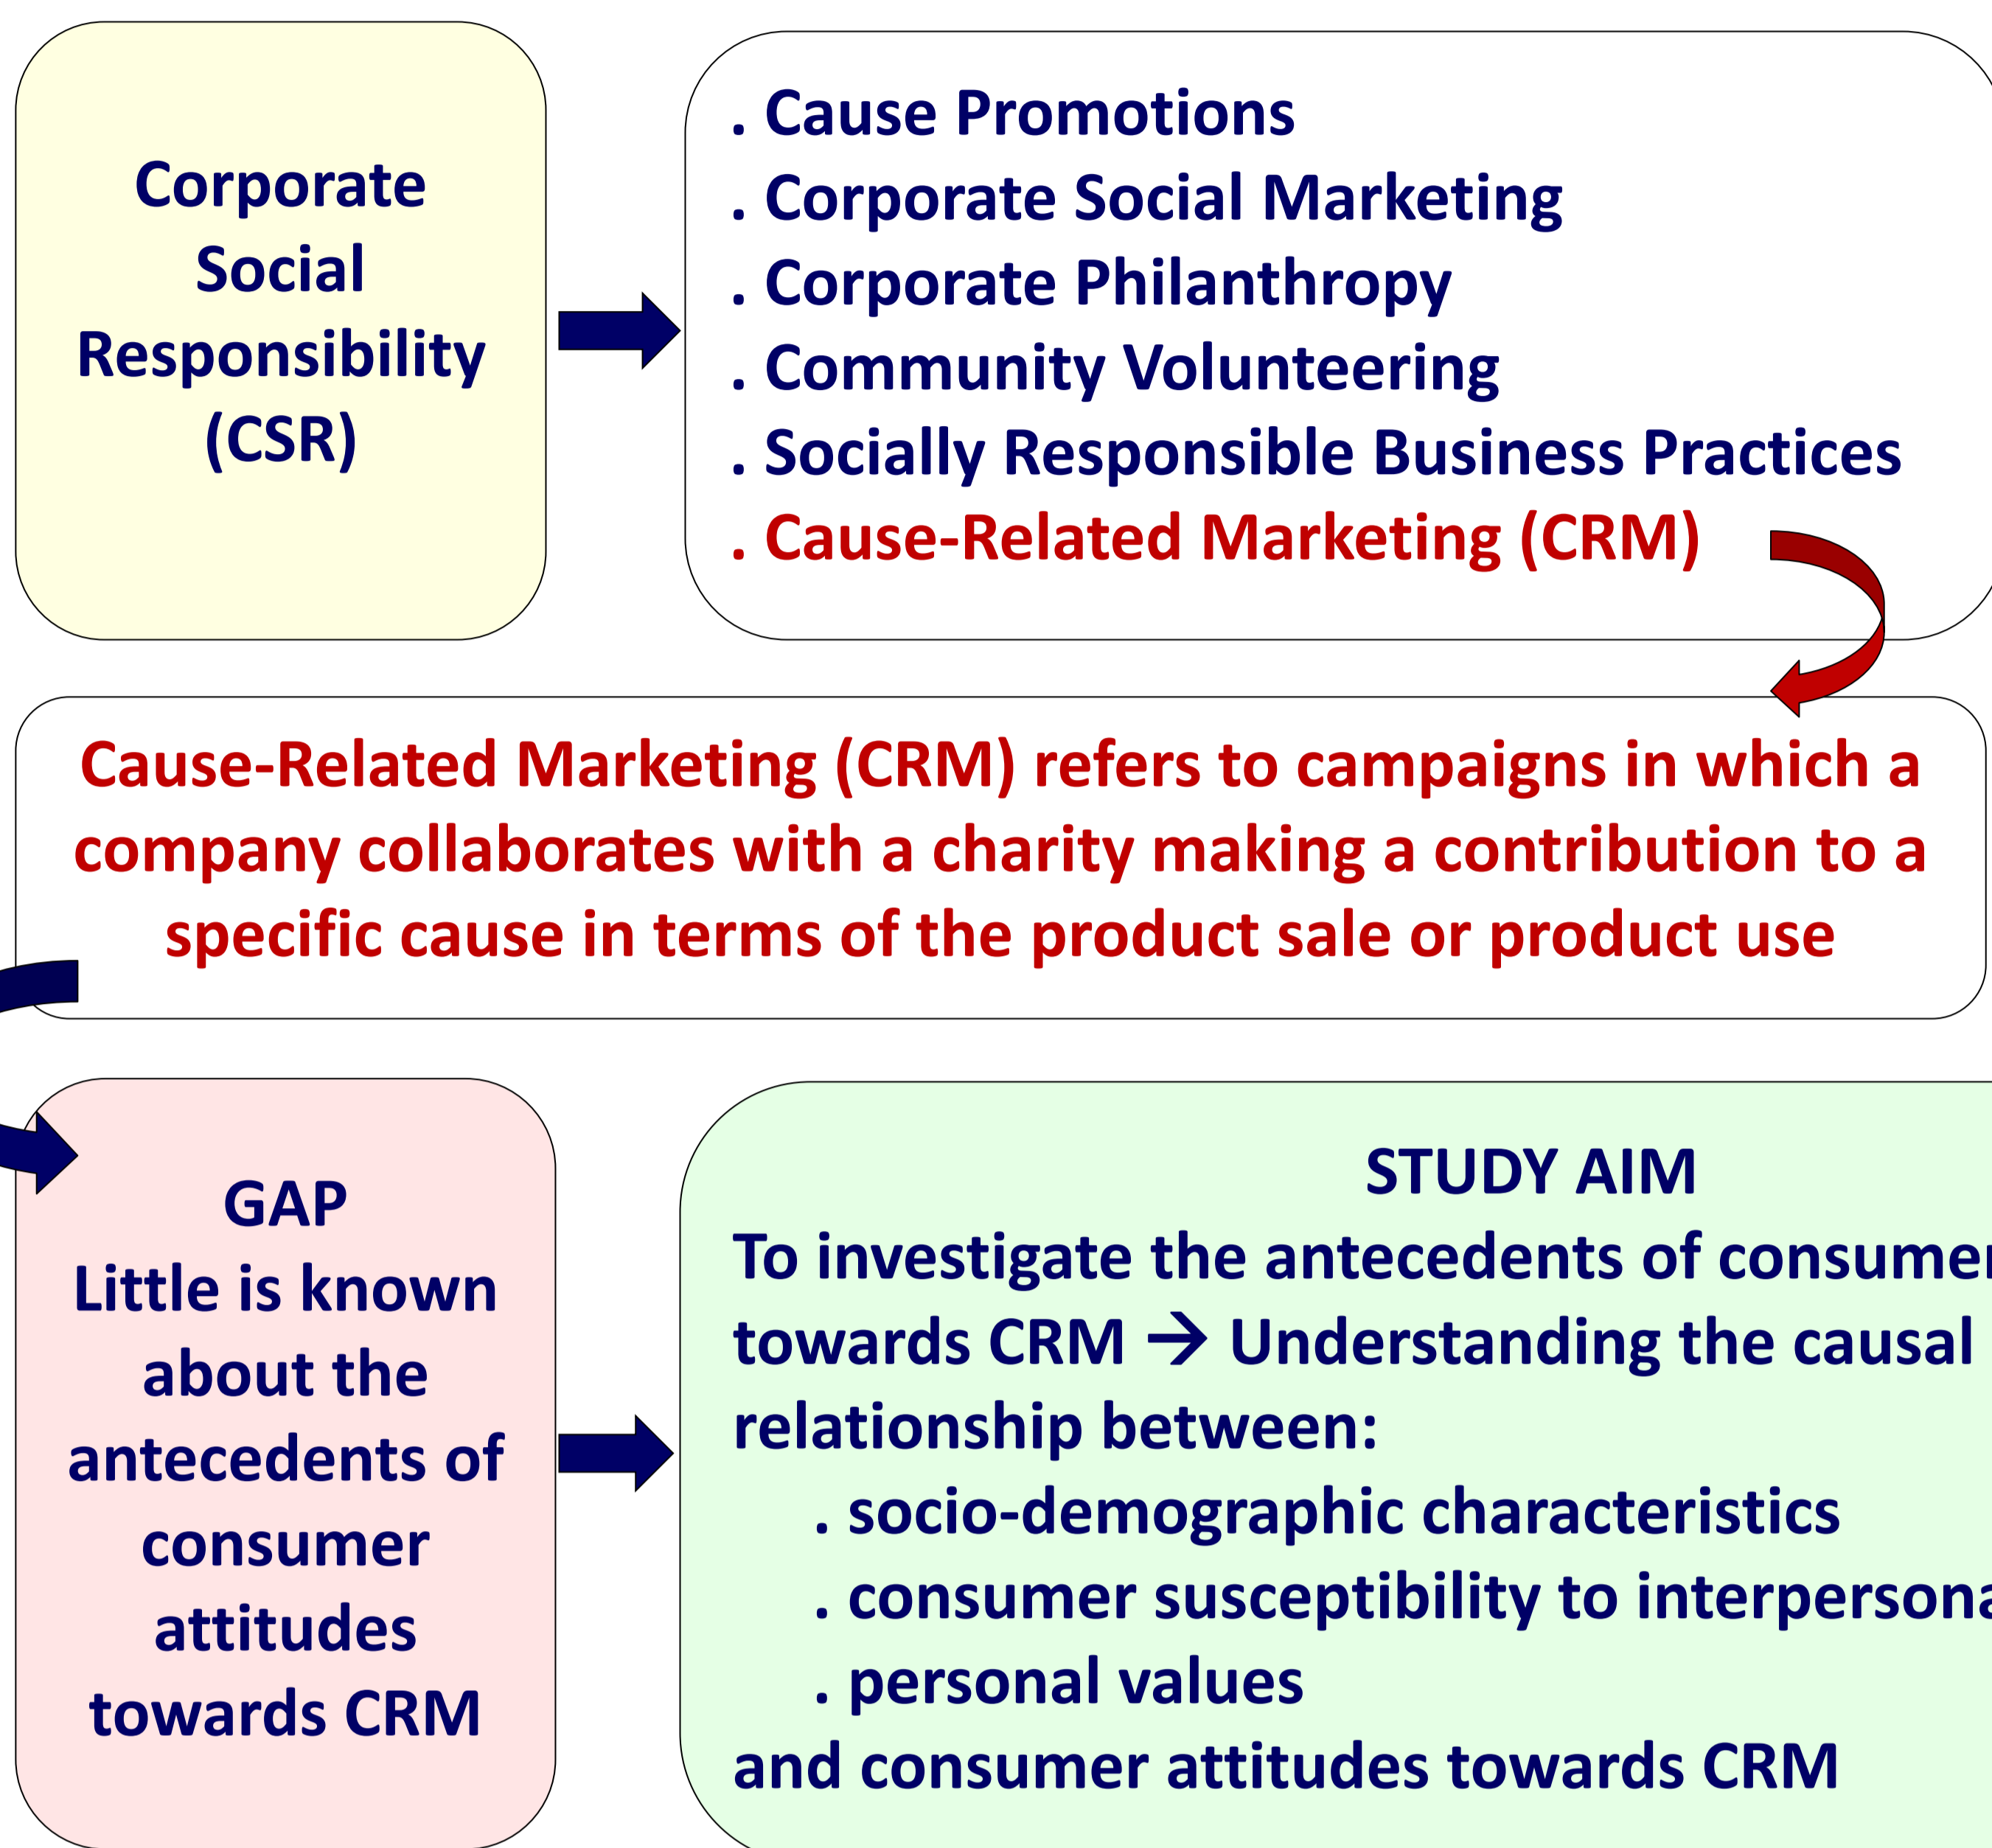 Corporate
Social
Responsibility
(CSR)
. Cause Promotions
. Corporate Social Marketing
. Corporate Philanthropy
. Community Volunteering
. Socially Responsible Business Practices
. Cause-Related Marketing (CRM)
Cause-Related Marketing (CRM) refers to campaigns in which a
company collaborates with a charity making a contribution to a
specific cause in terms of the product sale or product use
GAP
Little is known
about the
antecedents of
consumer
attitudes
towards CRM
STUDY AIM
To investigate the antecedents of consumer
towards CRM → Understanding the causal
relationship between:
. socio-demographic characteristics
. consumer susceptibility to
. personal values
and consumer attitudes towards CRM